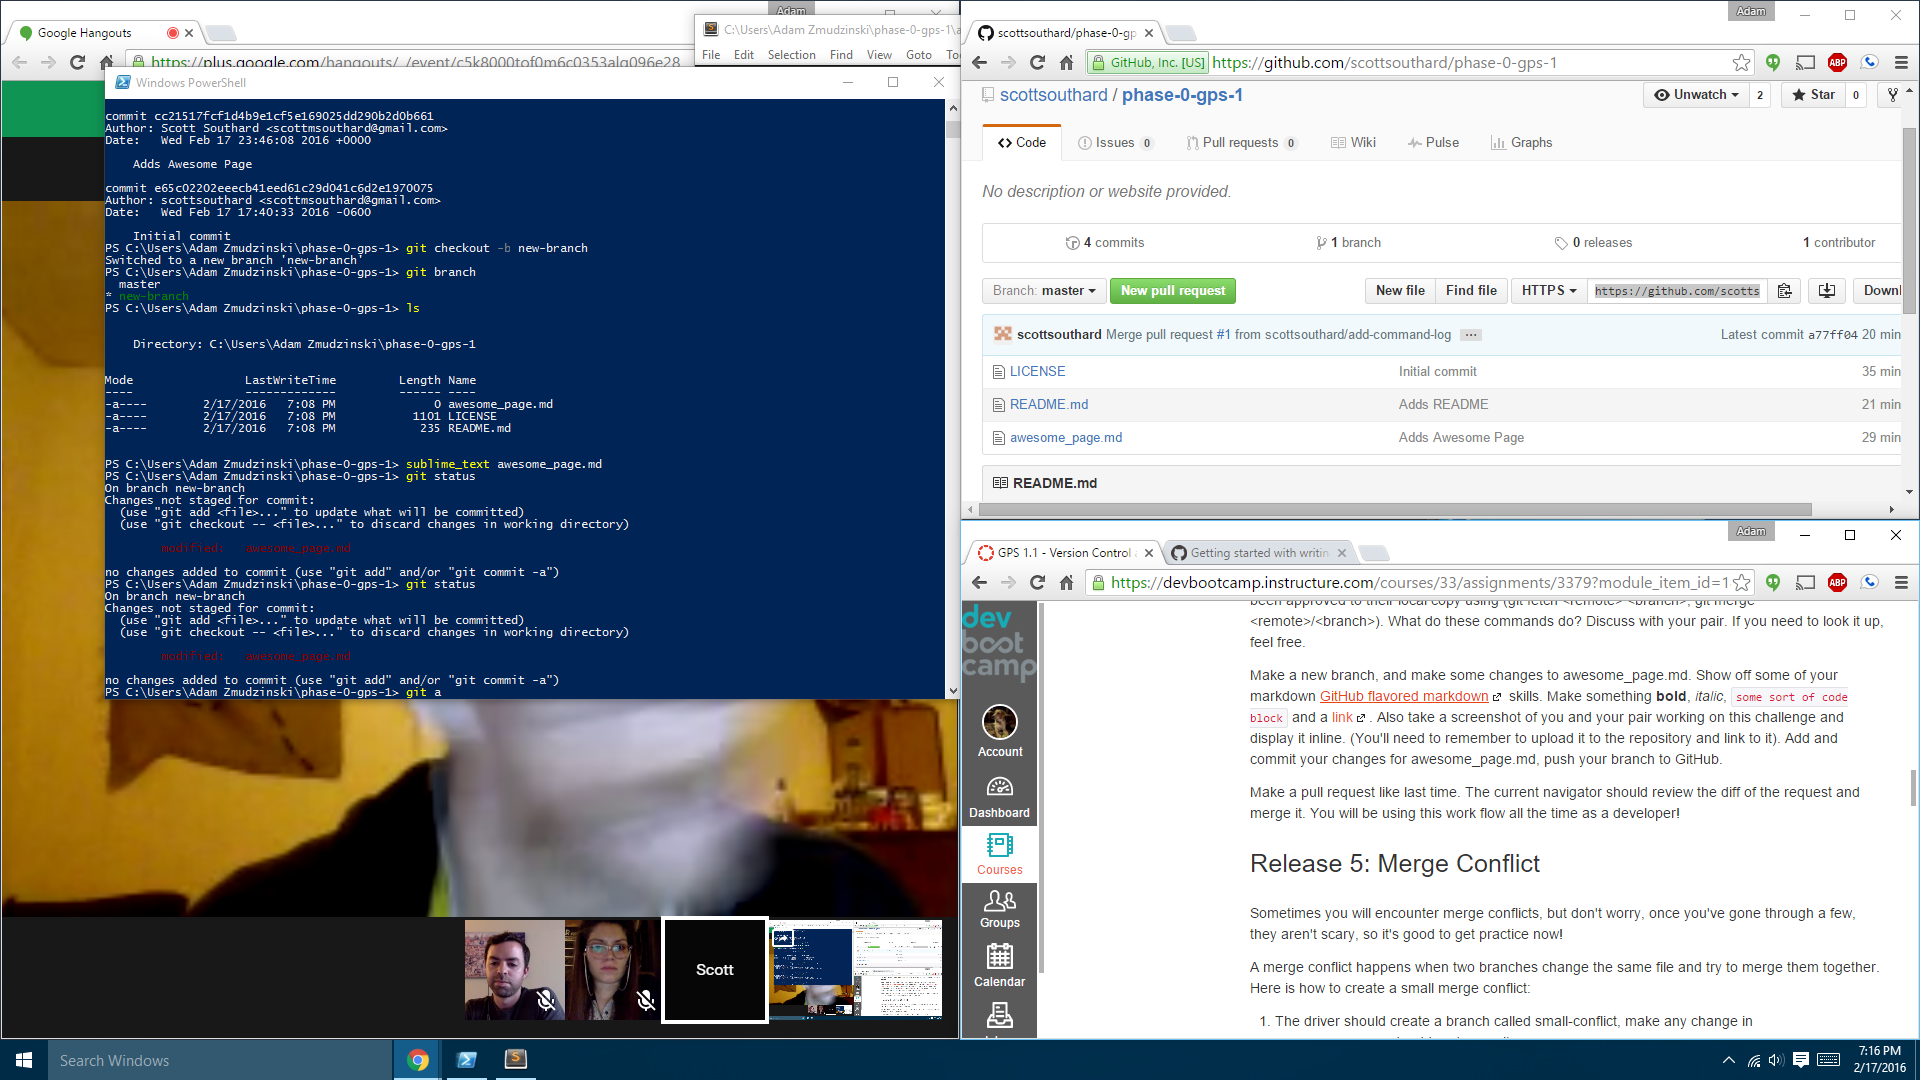 Adam
Google Hangouts
https://plus.google.com/hangouts/_/event/c5k8000tof0m6c0353alq096e28
C:\Users\Adam Zmudzinski\phase-0-gps-1\a
File Edit Selection Find View Goto To
Windows PowerShell
commit cc21517fcf1d4b9e1cf5e169025dd290b2d0b661
Author: Scott Southard <scottmsouthard@gmail.com>
Date: Wed Feb 17 23:46:08 2016 +0000
Adds Awesome Page
commit e65c02202eeecb41eed61c29d041c6d2e1970075
Author: scottsouthard <scottmsouthard@gmail.com>
Date: Wed Feb 17 17:40:33 2016 -0600
Initial commit
PS C:\Users\Adam Zmudzinski\phase-0-gps-1> git checkout -b new-branch
Switched to a new branch 'new-branch'
PS C:\Users\Adam Zmudzinski\phase-0-gps-1> git branch
master
* new-branch
PS C:\Users\Adam Zmudzinski\phase-0-gps-1> ls
Directory: C:\Users\Adam Zmudzinski\phase-0-gps-1
Mode LastWriteTime Length Name
---- ------------- ------ ----
-a---- 2/17/2016 7:08 PM 0 awesome_page.md
-a---- 2/17/2016 7:08 PM 1101 LICENSE
-a---- 2/17/2016 7:08 PM 235 README.md
PS C:\Users\Adam Zmudzinski\phase-0-gps-1> sublime_text awesome_page.md
PS C:\Users\Adam Zmudzinski\phase-0-gps-1> git status
On branch new-branch
Changes not staged for commit:
(use "git add <file>..." to update what will be committed)
(use "git checkout -- <file>..." to discard changes in working directory)
modified: awesome_page.md
no changes added to commit (use "git add" and/or "git commit -a")
PS C:\Users\Adam Zmudzinski\phase-0-gps-1> git status
On branch new-branch
Changes not staged for commit:
(use "git add <file>..." to update what will be committed)
(use "git checkout -- <file>..." to discard changes in working directory)
modified: awesome_page.md
no changes added to commit (use "git add" and/or "git commit -a")
PS C:\Users\Adam Zmudzinski\phase-0-gps-1> git a
Scott
Adam
scottsouthard/phase-0-gp
GitHub, Inc. [US] https://github.com/scottsouthard/phase-0-gps-1
ABP
scottsouthard / phase-0-gps-1
Unwatch 2 Star 0
Code Issues 0 Pull requests 0 Wiki Pulse Graphs
No description or website provided.
4 commits 1 branch 0 releases 1 contributor
Branch: master New pull request New file Find file HTTPS https://github.com/scotts Downl
scottsouthard Merge pull request #1 from scottsouthard/add-command-log ... Latest commit a77ff04 20 min
LICENSE Initial commit 35 min
README.md Adds README 21 min
awesome_page.md Adds Awesome Page 29 min
README.md
Adam
GPS 1.1 - Version Control Getting started with writin
https://devbootcamp.instructure.com/courses/33/assignments/3379?module_item_id=1
ABP
dev
boot
camp
Account
Dashboard
Courses
Groups
Calendar
been approved to their local copy using (git fetch <remote> <branch>, git merge
<remote>/<branch>). What do these commands do? Discuss with your pair. If you need to look it up,
feel free.
Make a new branch, and make some changes to awesome_page.md. Show off some of your
markdown GitHub flavored markdown skills. Make something bold, italic, some sort of code
block and a link . Also take a screenshot of you and your pair working on this challenge and
display it inline. (You'll need to remember to upload it to the repository and link to it). Add and
commit your changes for awesome_page.md, push your branch to GitHub.
Make a pull request like last time. The current navigator should review the diff of the request and
merge it. You will be using this work flow all the time as a developer!
Release 5: Merge Conflict
Sometimes you will encounter merge conflicts, but don't worry, once you've gone through a few,
they aren't scary, so it's good to get practice now!
A merge conflict happens when two branches change the same file and try to merge them together.
Here is how to create a small merge conflict:
1. The driver should create a branch called small-conflict, make any change in
Search Windows
7:16 PM
2/17/2016